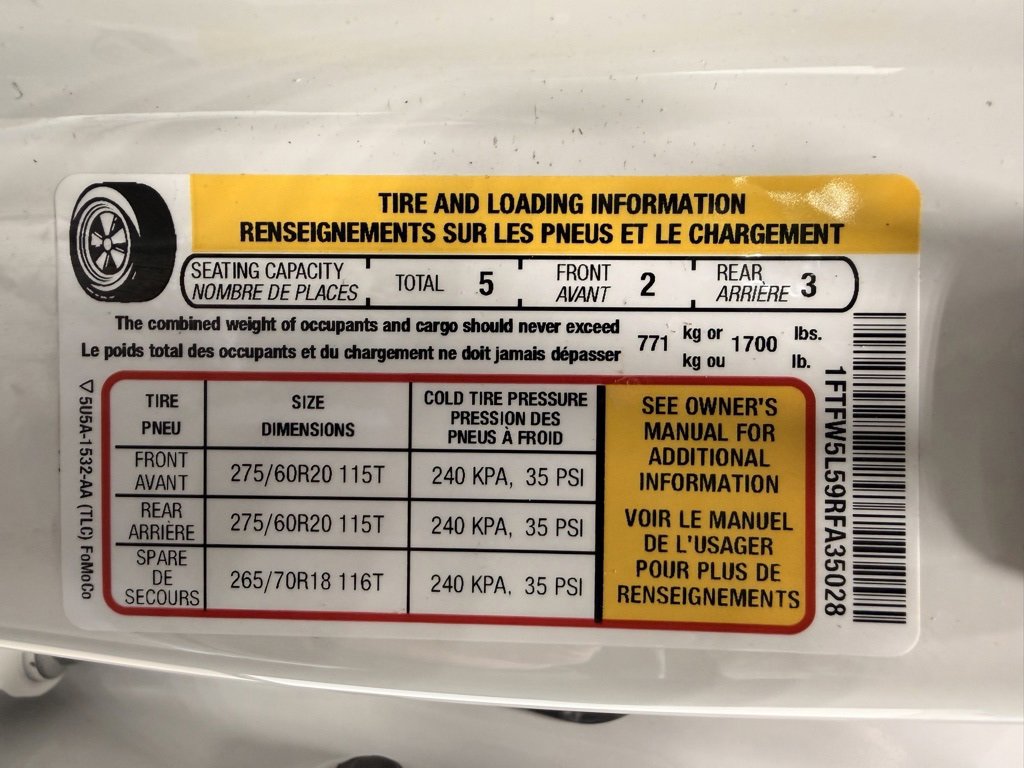 TIRE AND LOADING INFORMATION
RENSEIGNEMENTS SUR LES PNEUS ET LE CHARGEMENT
SEATING CAPACITY TOTAL 5 FRONT 2 REAR 3
NOMBRE DE PLACES AVANT ARRIÈRE
The combined weight of occupants and cargo should never exceed 771 kg or 1700 lbs.
Le poids total des occupants et du chargement ne doit jamais dépasser kg ou lb.
TIRE SIZE COLD TIRE PRESSURE
PNEU DIMENSIONS PRESSION DES
PNEUS À FROID
FRONT
AVANT 275/60R20 115T 240 KPA, 35 PSI
REAR
ARRIÈRE 275/60R20 115T 240 KPA, 35 PSI
SPARE
DE
SECOURS 265/70R18 116T 240 KPA, 35 PSI
SEE OWNER'S
MANUAL FOR
ADDITIONAL
INFORMATION
VOIR LE MANUEL
DE L'USAGER
POUR PLUS DE
RENSEIGNEMENTS
5U5A-1532-AA (TLC) FoMoCo
1FTFW5L59RFA35028